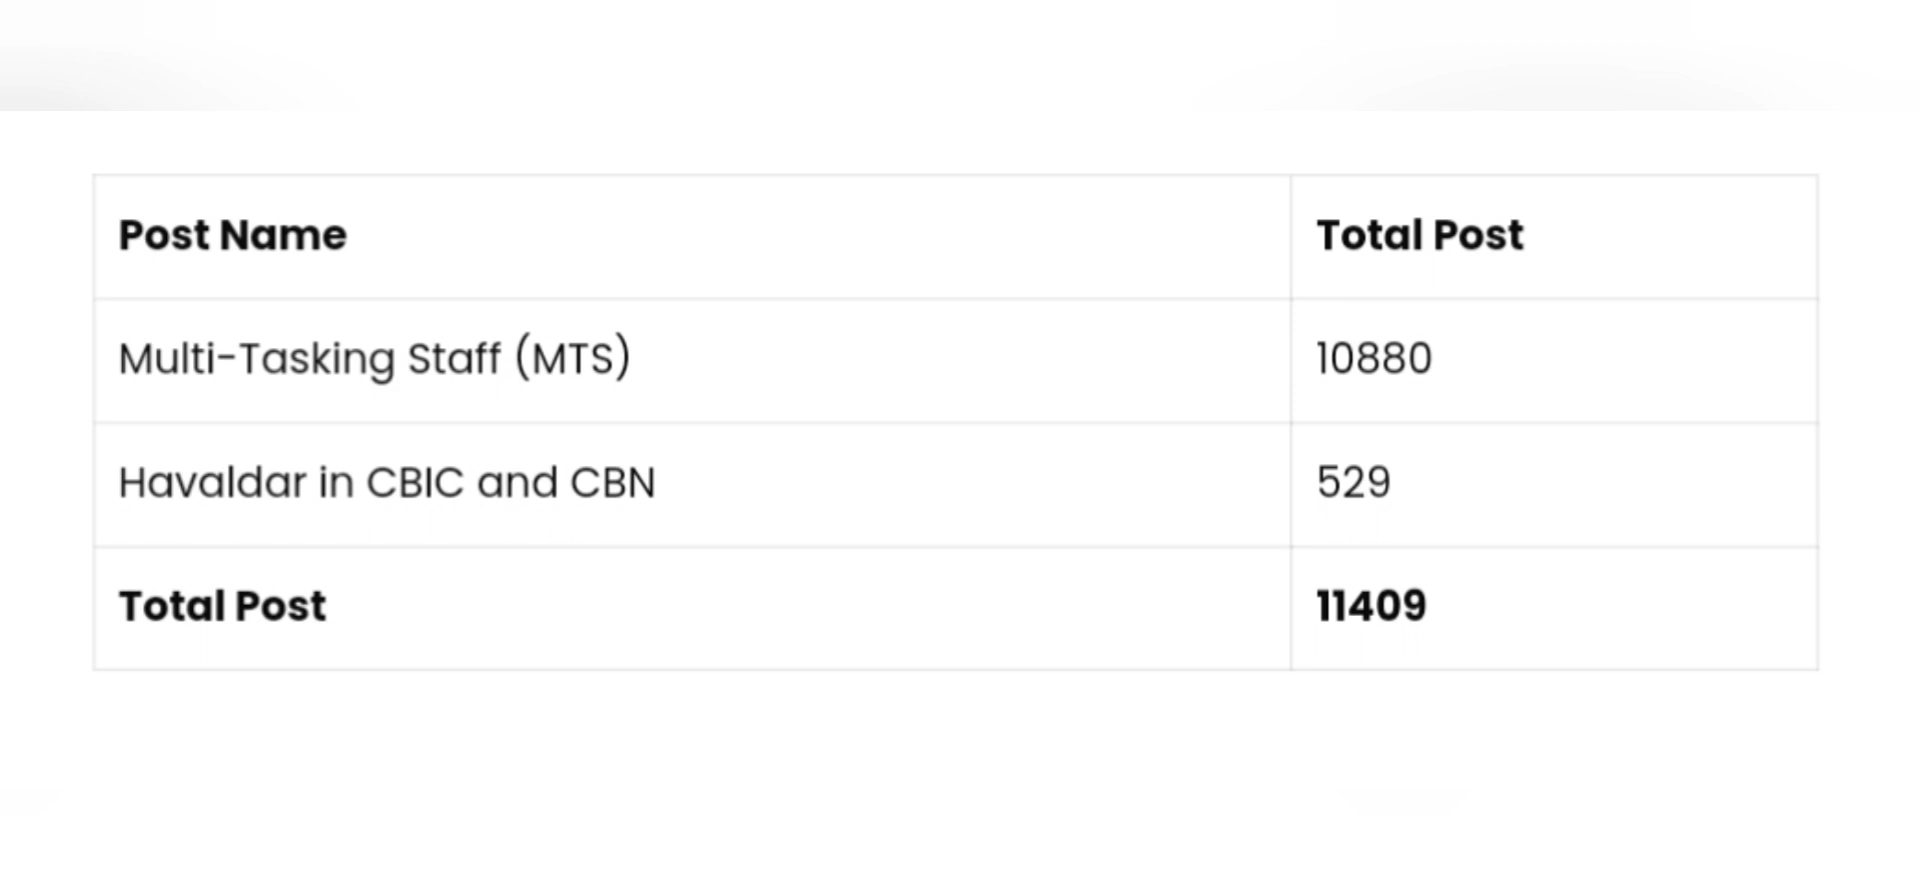 Post Name Total Post
Multi-Tasking Staff (MTS) 10880
Havaldar in CBIC and CBN 529
Total Post 11409